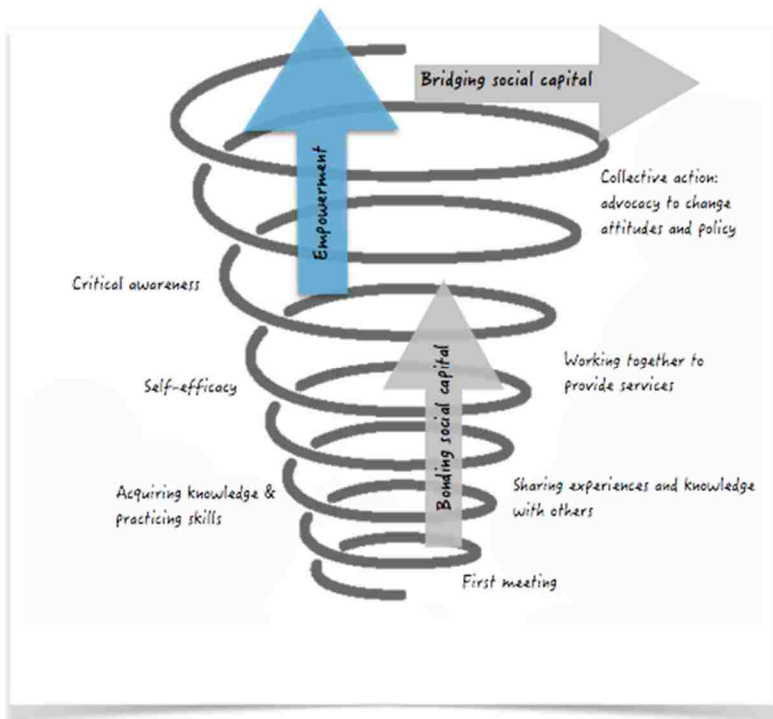 Bridging social capital
Empowerment
Collective action:
advocacy to change
attitudes and policy
Critical awareness
Bonding social capital
Working together to
provide services
Self-efficacy
Acquiring knowledge &
practicing skills
Sharing experiences and knowledge
with others
First meeting